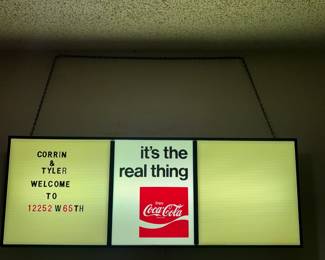 CORRIN
&
TYLER
WELCOME
TO
12252 W 65TH
it's the
real thing
Enjoy
Coca-Cola